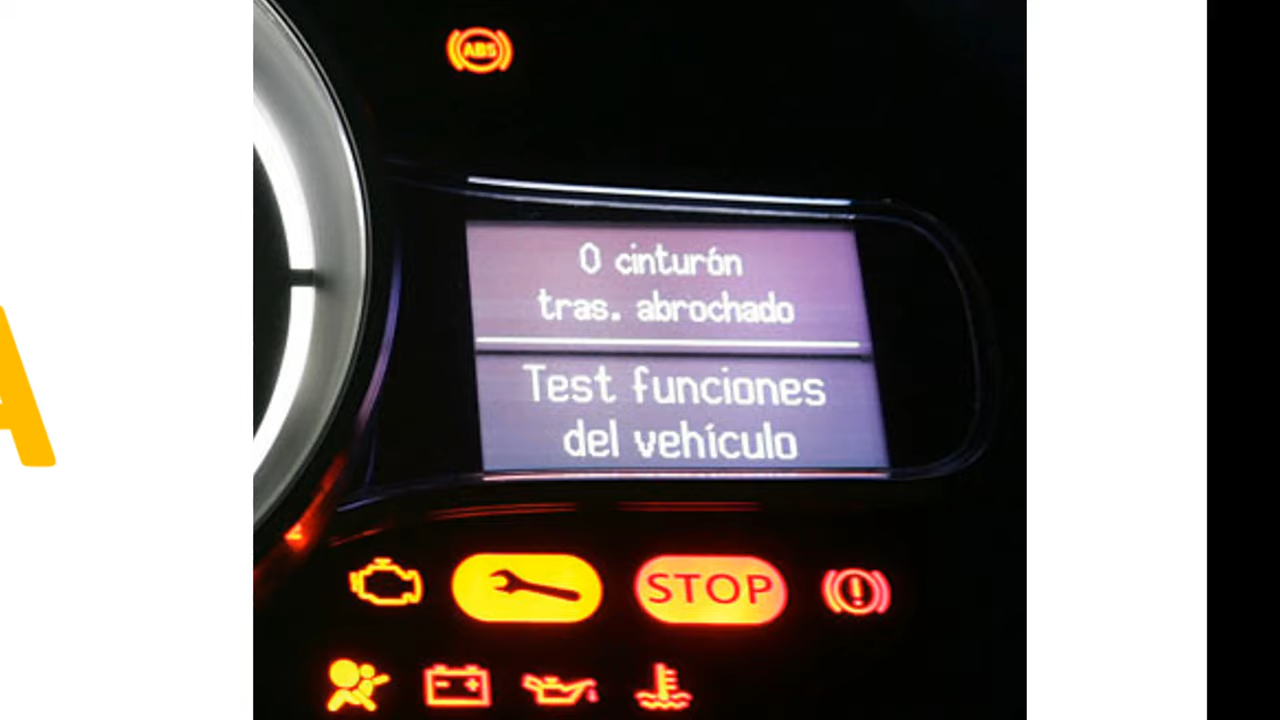 ABS
0 cinturón
tras. abrochado
Test funciones
del vehículo
STOP
A